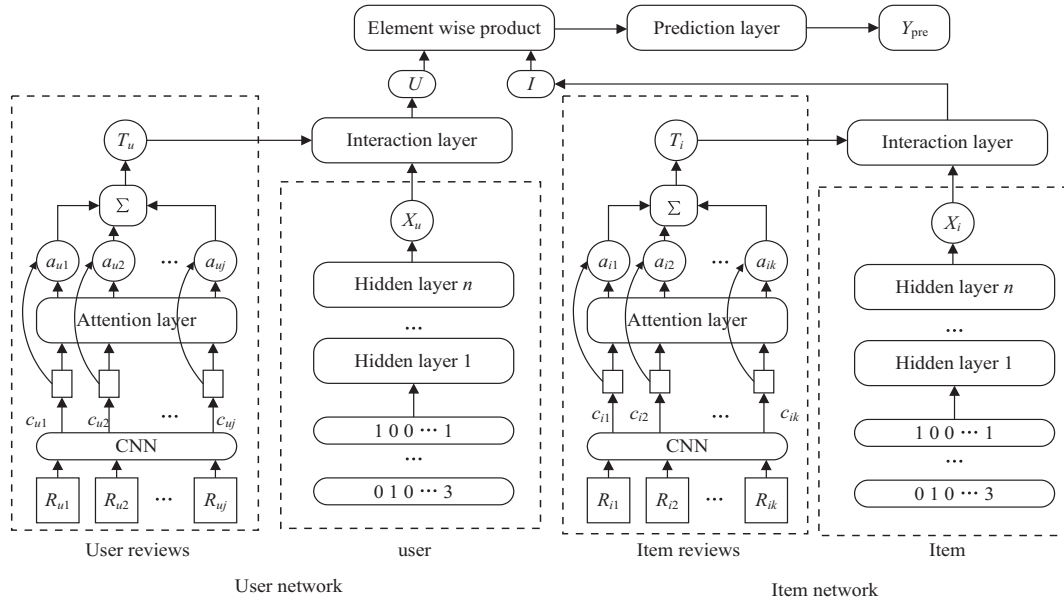 Element wise product
Prediction layer
Y_pre
U
I
T_u
Interaction layer
T_i
Interaction layer
Σ
X_u
Σ
X_i
a_u1 a_u2 ... a_uj
Hidden layer n
a_i1 a_i2 ... a_ik
Hidden layer n
Attention layer
...
Attention layer
...
Hidden layer 1
Hidden layer 1
c_u1 c_u2 ... c_uj
c_i1 c_i2 ... c_ik
CNN
1 0 0 ··· 1
CNN
1 0 0 ··· 1
...
...
R_u1 R_u2 ... R_uj
0 1 0 ··· 3
R_i1 R_i2 ... R_ik
0 1 0 ··· 3
User reviews
user
Item reviews
Item
User network
Item network